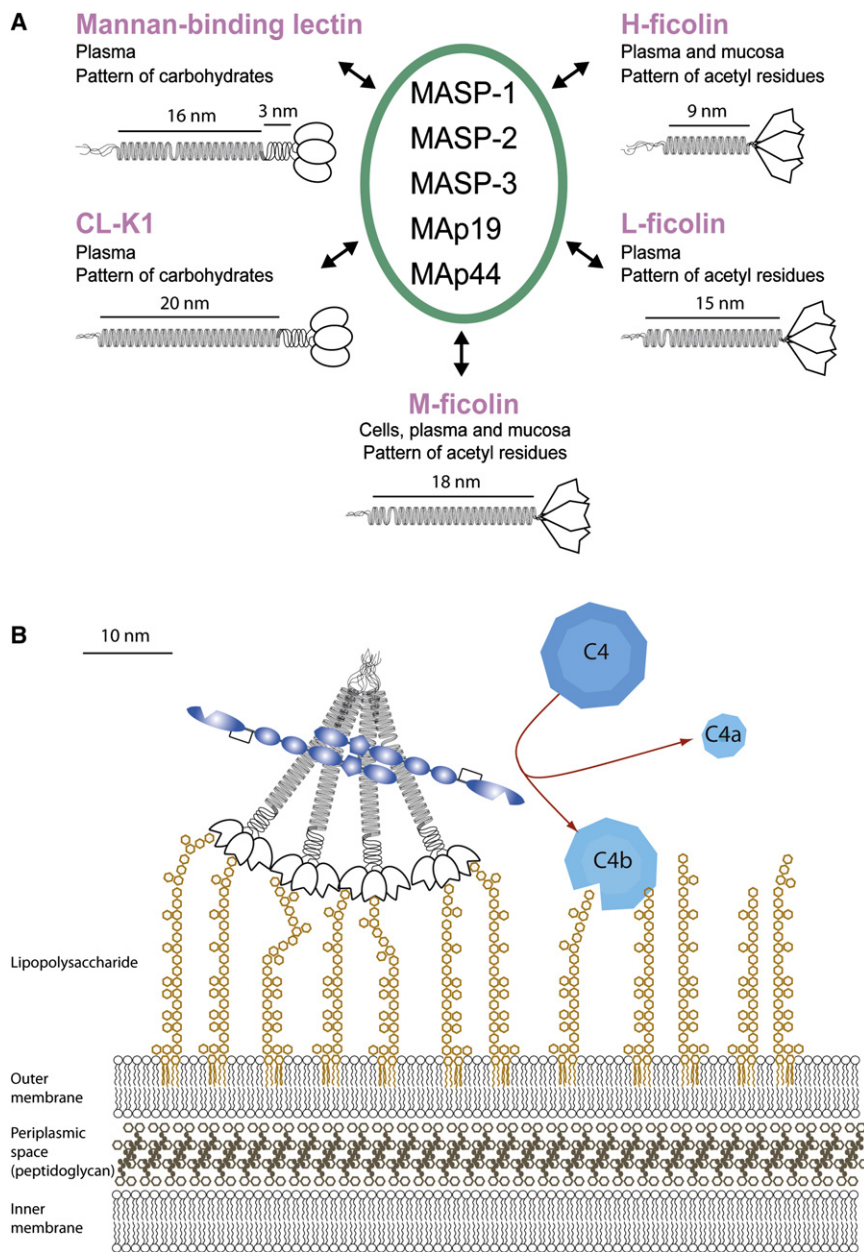 A
Mannan-binding lectin
Plasma
Pattern of carbohydrates
16 nm
3 nm
CL-K1
Plasma
Pattern of carbohydrates
20 nm
MASP-1
MASP-2
MASP-3
MAp19
MAp44
H-ficolin
Plasma and mucosa
Pattern of acetyl residues
9 nm
L-ficolin
Plasma
Pattern of acetyl residues
15 nm
M-ficolin
Cells, plasma and mucosa
Pattern of acetyl residues
18 nm
B
10 nm
C4
C4a
C4b
Lipopolysaccharide
Outer
membrane
Periplasmic
space
(peptidoglycan)
Inner
membrane